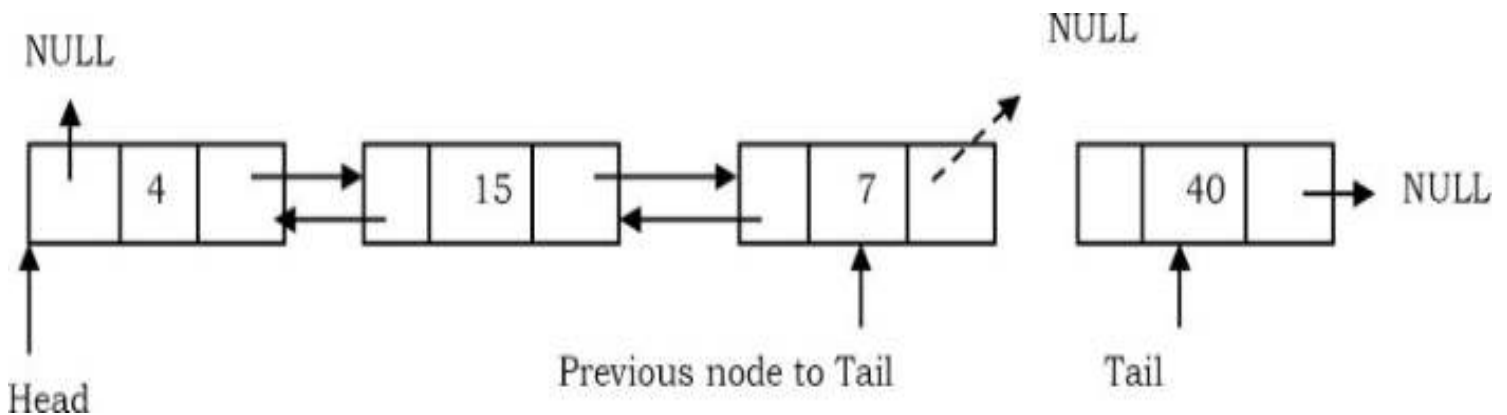 NULL
NULL
4
15
7
40
NULL
Head
Previous node to Tail
Tail